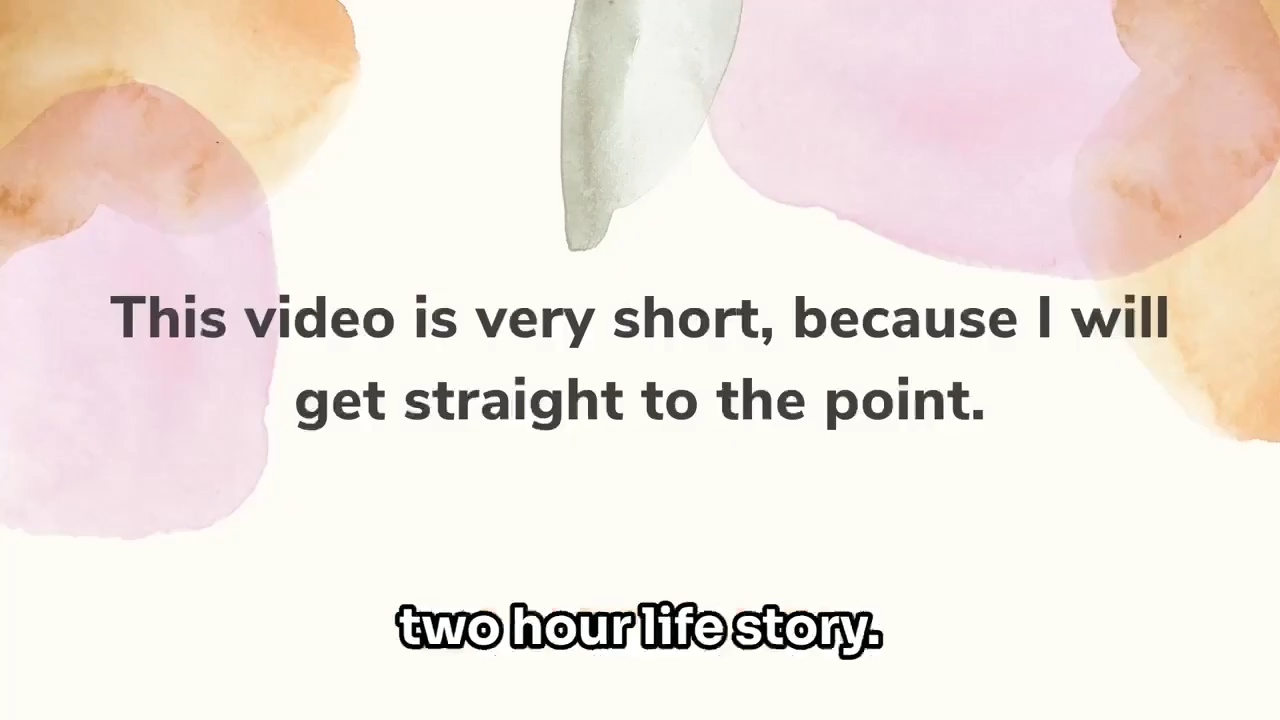 This video is very short, because I will
get straight to the point.
two hour life story.